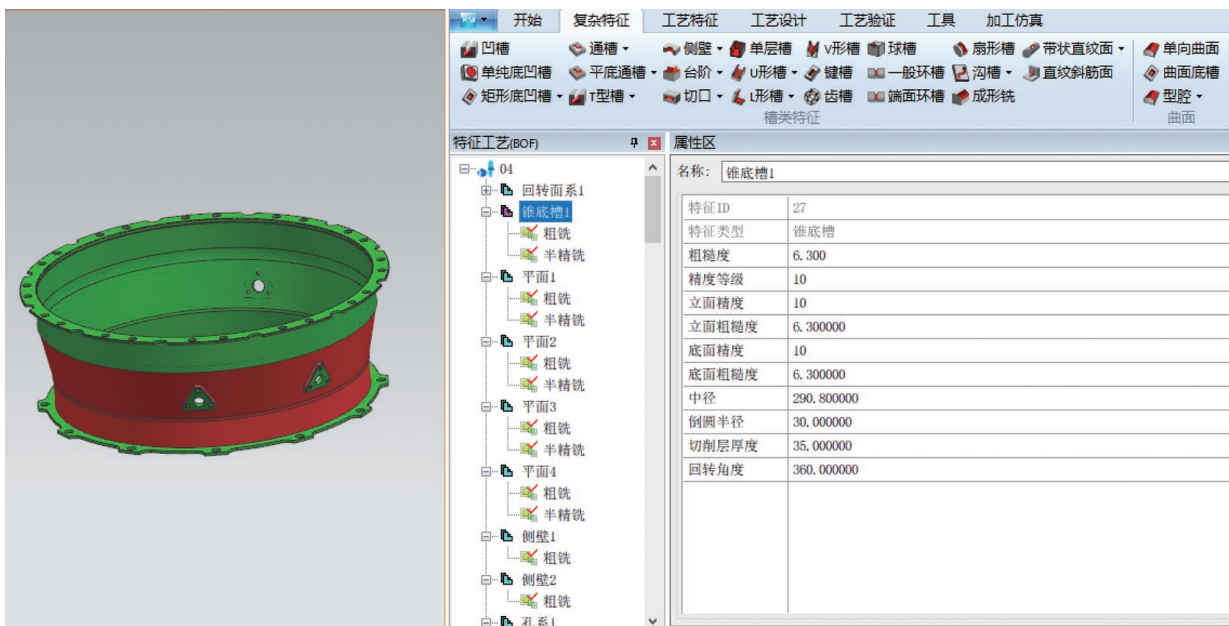 开始 复杂特征 工艺特征 工艺设计 工艺验证 工具 加工仿真
凹槽 通槽 侧壁 单层槽 V形槽 球槽 扇形槽 带状直纹面 单向曲面
单纯底凹槽 平底通槽 台阶 U形槽 键槽 一般环槽 沟槽 直纹斜筋面 曲面底槽
矩形底凹槽 T型槽 切口 L形槽 齿槽 端面环槽 成形铣 型腔
槽类特征 曲面
特征工艺(BOF)
04
回转面系1
锥底槽1
粗铣
半精铣
平面1
粗铣
半精铣
平面2
粗铣
半精铣
平面3
粗铣
半精铣
平面4
粗铣
半精铣
侧壁1
粗铣
侧壁2
粗铣
孔系1
属性区
名称: 锥底槽1
特征ID 27
特征类型 锥底槽
粗糙度 6.300
精度等级 10
立面精度 10
立面粗糙度 6.300000
底面精度 10
底面粗糙度 6.300000
中径 290.800000
倒圆半径 30.000000
切削层厚度 35.000000
回转角度 360.000000